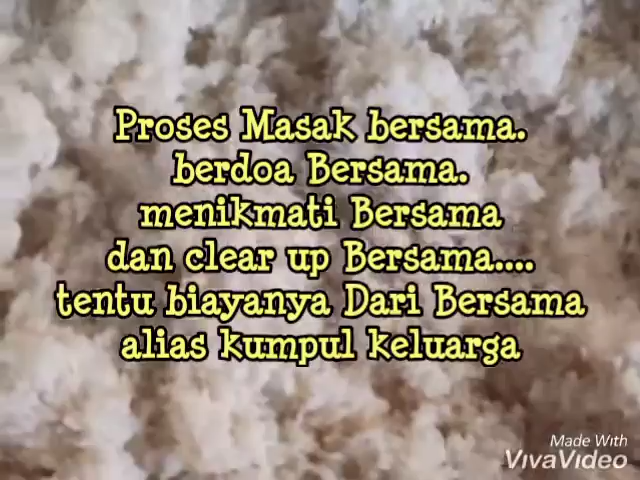 Proses Masak bersama.
berdoa Bersama.
menikmati Bersama
dan clear up Bersama....
tentu biayanya Dari Bersama
alias kumpul keluarga
Made With
VivaVideo